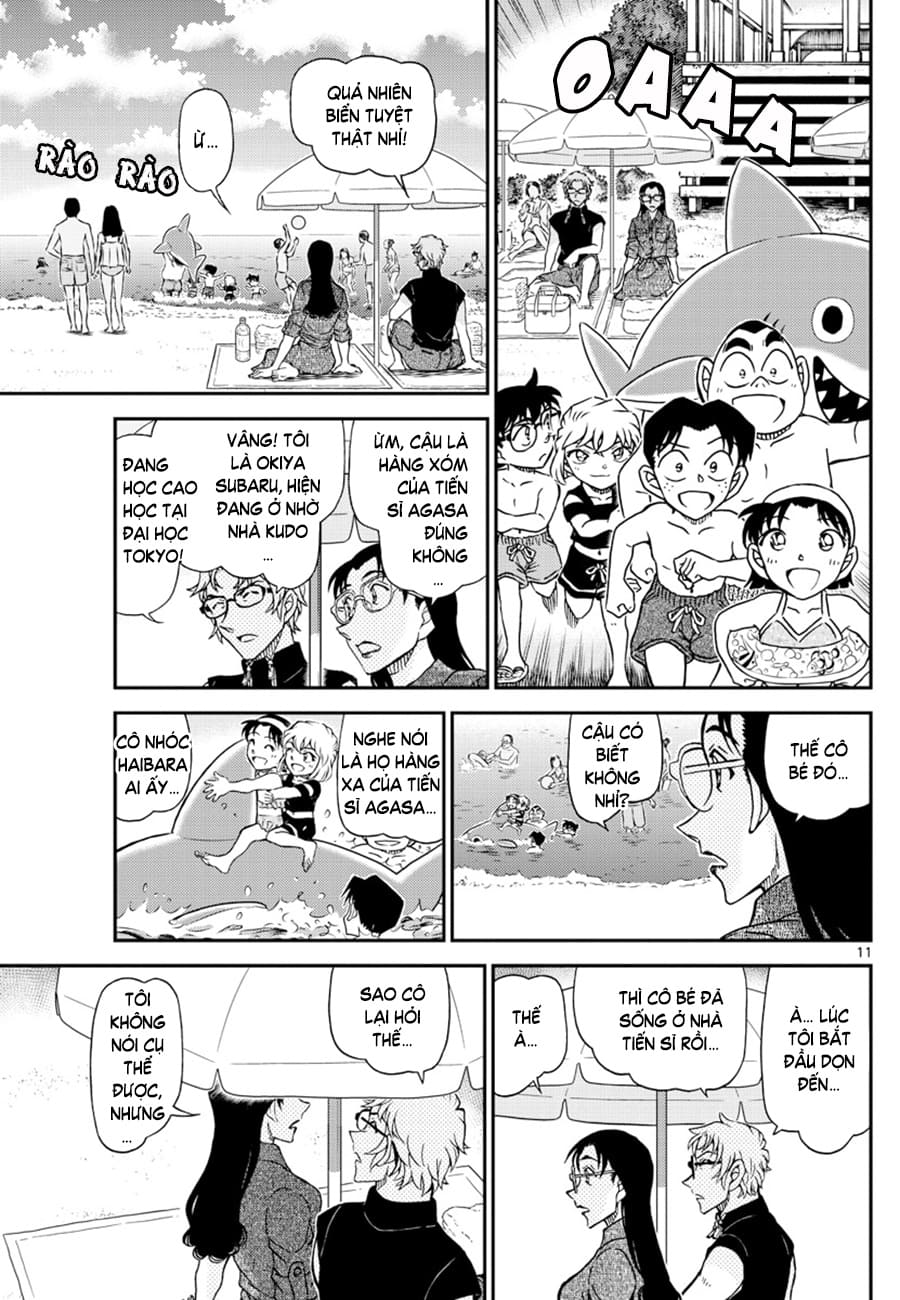 OAAA
QUẢ NHIÊN
BIỂN TUYỆT
THẬT NHỈ!
Ừ...
RÀO RÀO
ỪM, CẬU LÀ
HÀNG XÓM
CỦA TIẾN
SĨ AGASA
ĐÚNG
KHÔNG
...
VÂNG! TÔI
LÀ OKIYA
SUBARU, HIỆN
ĐANG Ở NHỜ
NHÀ KUDO
...
ĐANG
HỌC CAO
HỌC TẠI
ĐẠI HỌC
TOKYO!
THẾ CÔ
BÉ ĐÓ...
CẬU CÓ
BIẾT
KHÔNG
NHỈ?
NGHE NÓI
LÀ HỌ HÀNG
XA CỦA TIẾN
SĨ AGASA...
CÔ NHÓC
HAIBARA
AI ẤY...
11
À... LÚC
TÔI BẮT
ĐẦU DỌN
ĐẾN...
THÌ CÔ BÉ ĐÃ
SỐNG Ở NHÀ
TIẾN SĨ RỒI...
THẾ
À...
SAO CÔ
LẠI HỎI
THẾ...
TÔI
KHÔNG
NÓI CỤ
THỂ
ĐƯỢC,
NHƯNG
...